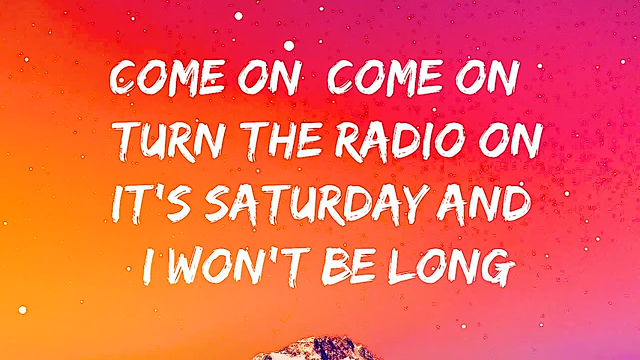 COME ON  COME ON
TURN THE RADIO ON
IT'S SATURDAY AND
I WON'T BE LONG